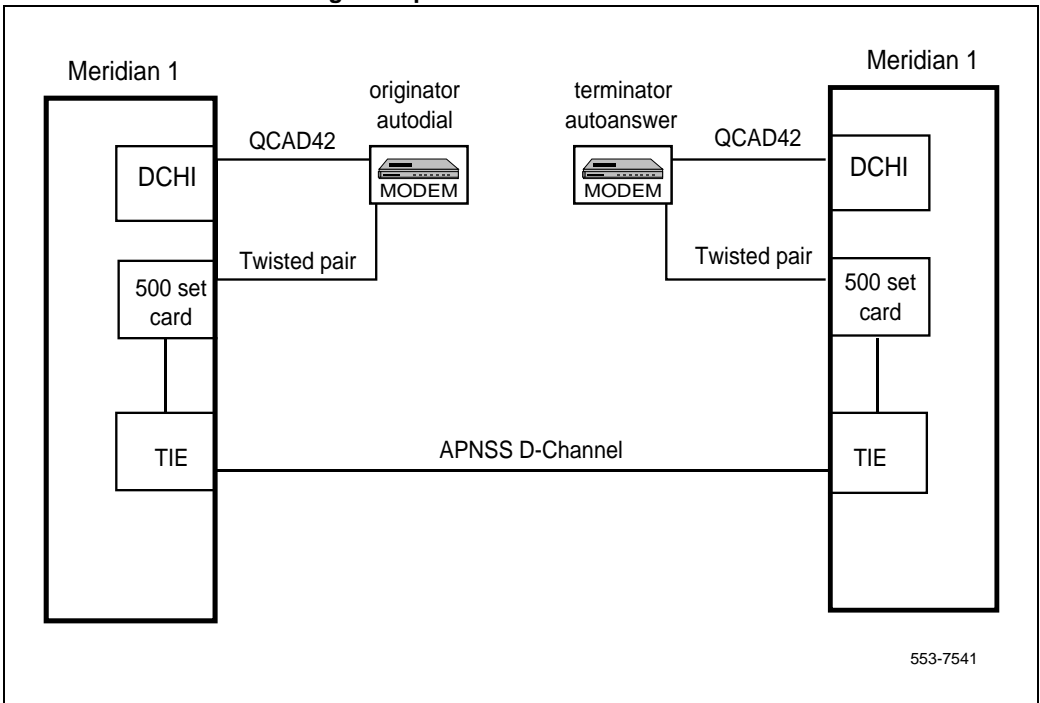 Meridian 1
Meridian 1
originator
autodial
terminator
autoanswer
QCAD42
QCAD42
DCHI
DCHI
MODEM
MODEM
Twisted pair
Twisted pair
500 set
card
500 set
card
APNSS D-Channel
TIE
TIE
553-7541